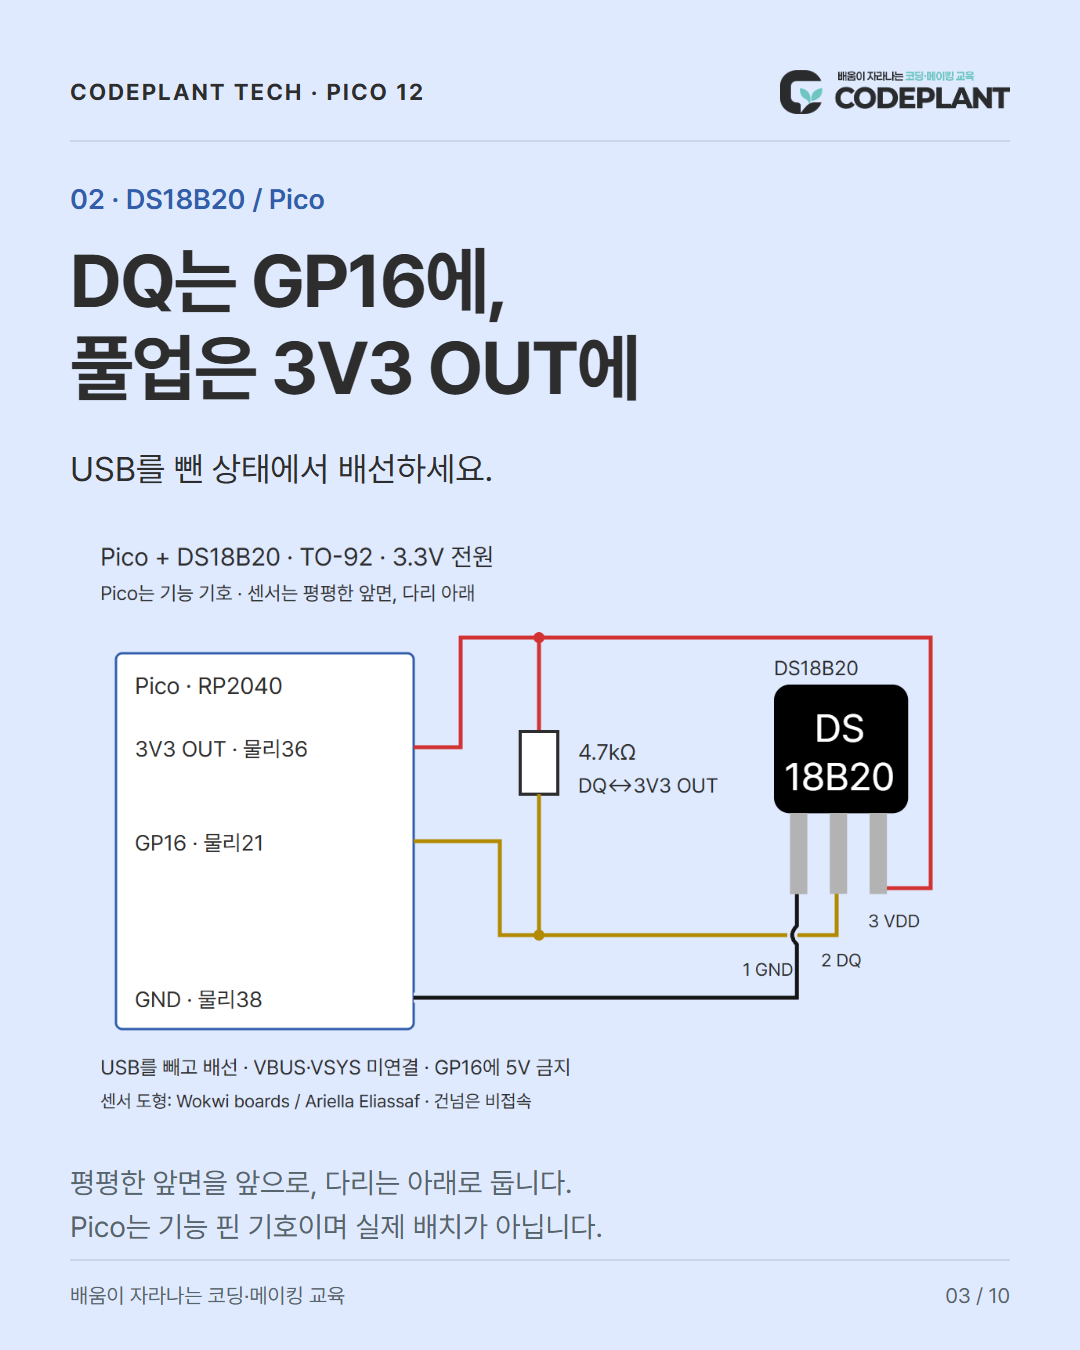 CODEPLANT TECH · PICO 12
배움이 자라나는 코딩·메이킹 교육
CODEPLANT
02 · DS18B20 / Pico
DQ는 GP16에,
풀업은 3V3 OUT에
USB를 뺀 상태에서 배선하세요.
Pico + DS18B20 · TO-92 · 3.3V 전원
Pico는 기능 기호 · 센서는 평평한 앞면, 다리 아래
Pico · RP2040
3V3 OUT · 물리36
GP16 · 물리21
GND · 물리38
4.7kΩ
DQ↔3V3 OUT
DS18B20
DS
18B20
3 VDD
2 DQ
1 GND
USB를 빼고 배선 · VBUS·VSYS 미연결 · GP16에 5V 금지
센서 도형: Wokwi boards / Ariella Eliassaf · 건넘은 비접속
평평한 앞면을 앞으로, 다리는 아래로 둡니다.
Pico는 기능 핀 기호이며 실제 배치가 아닙니다.
배움이 자라나는 코딩·메이킹 교육
03 / 10